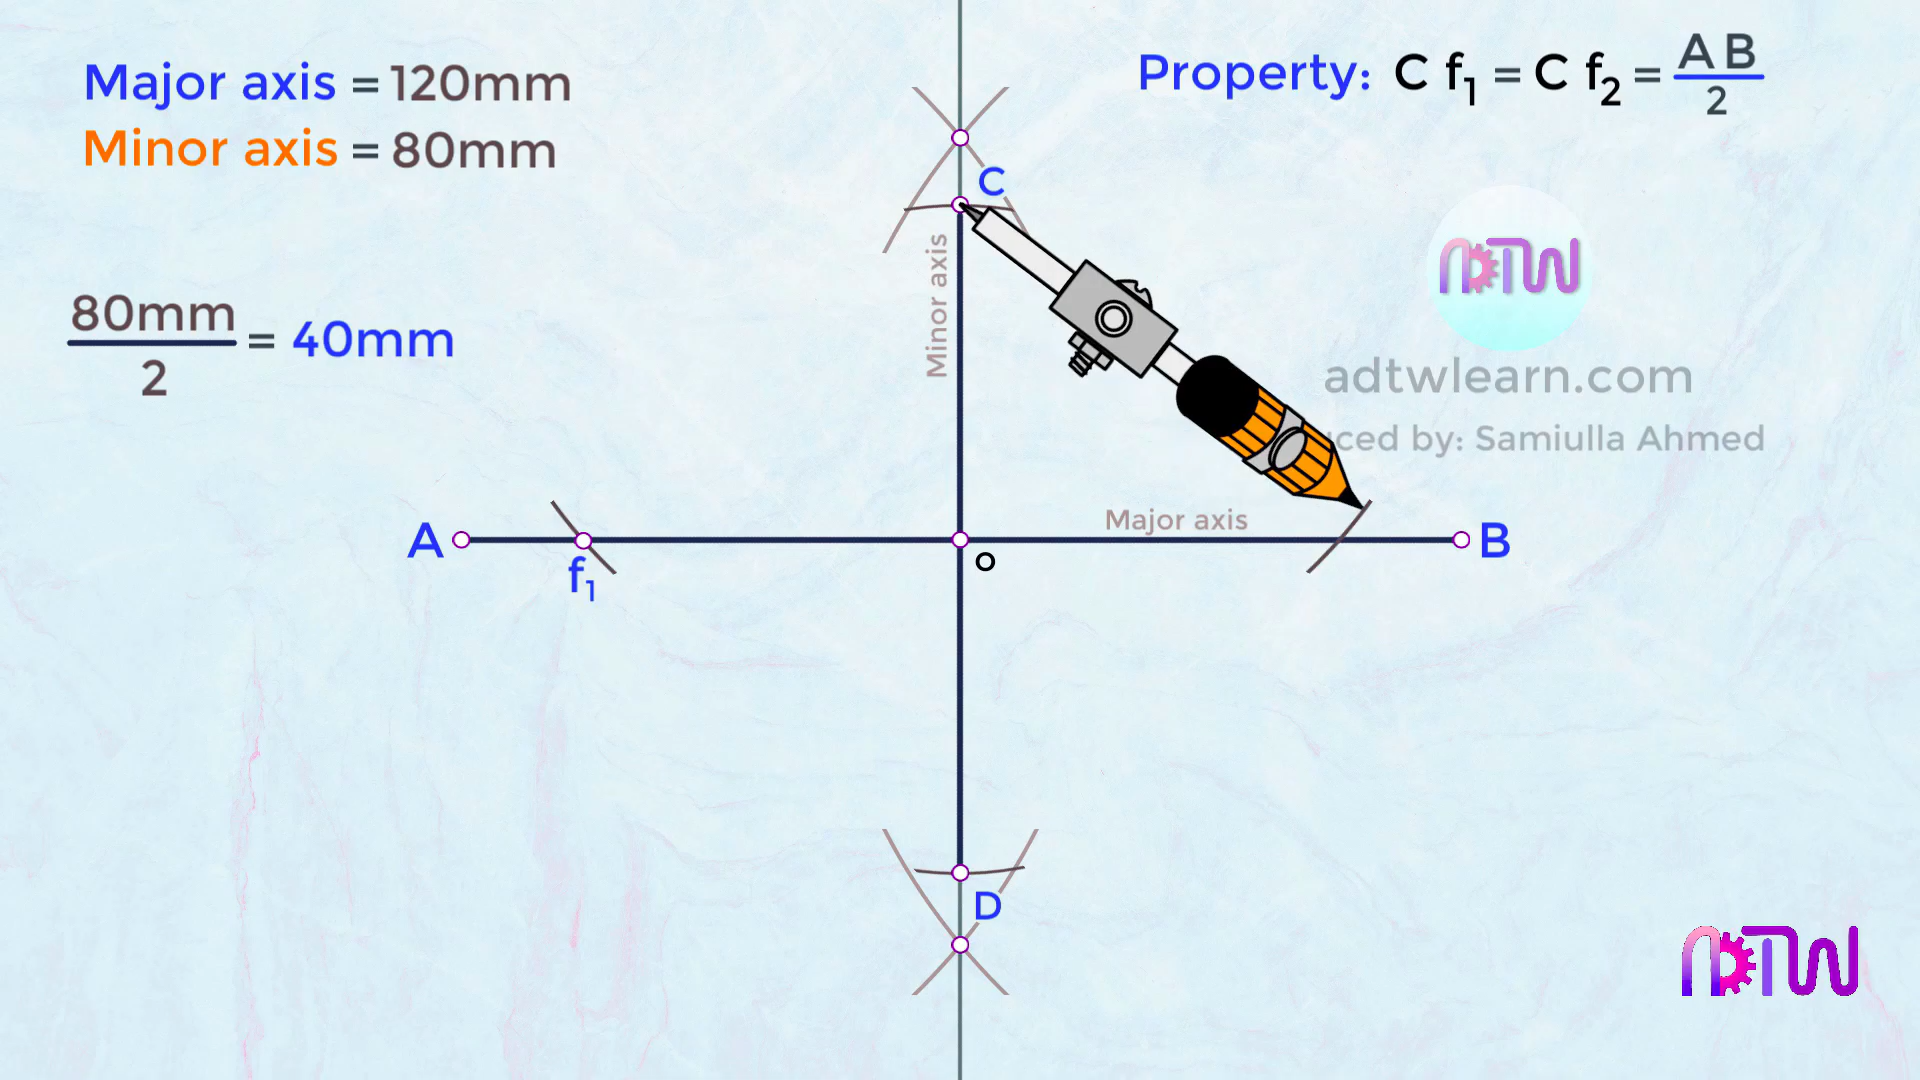 Major axis = 120mm
Minor axis = 80mm
Property: C f1 = C f2 = AB/2
80mm/2 = 40mm
C
Minor axis
adtwlearn.com
ced by: Samiulla Ahmed
Major axis
A
B
f1
o
D